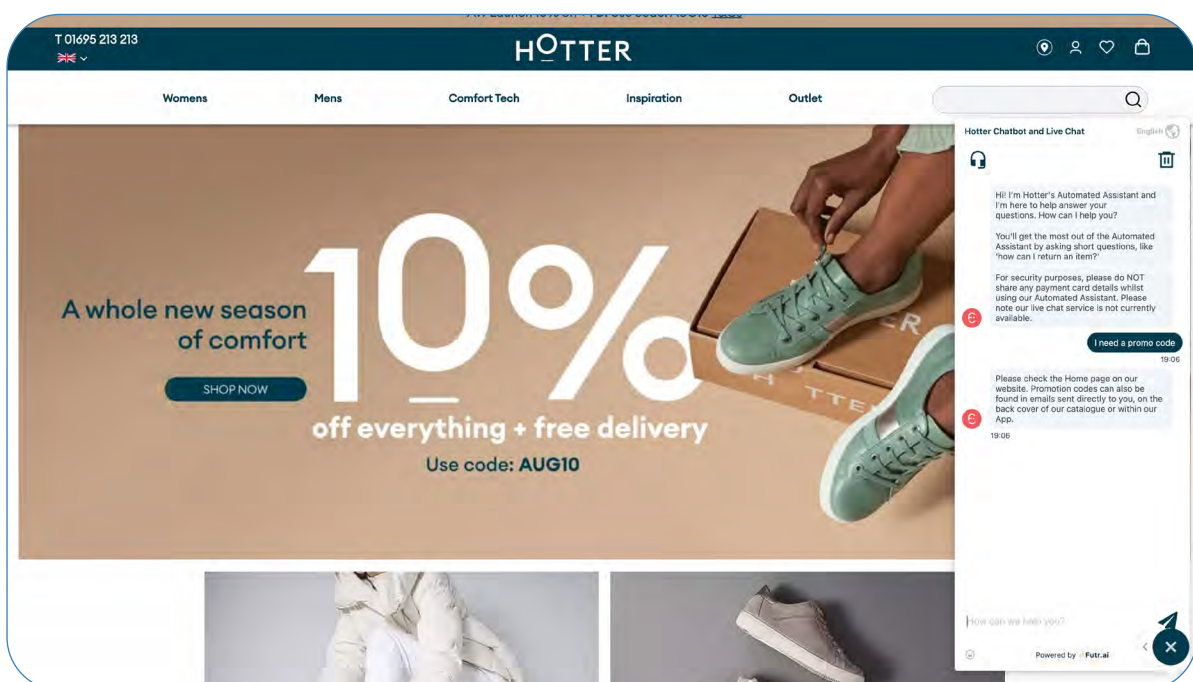 T 01695 213 213
HOTTER
Womens
Mens
Comfort Tech
Inspiration
Outlet
Hotter Chatbot and Live Chat
English
Hi! I'm Hotter's Automated Assistant and
I'm here to help answer your
questions. How can I help you?
You'll get the most out of the Automated
Assistant by asking short questions, like
'how can I return an item?'
For security purposes, please do NOT
share any payment card details whilst
using our Automated Assistant. Please
note our live chat service is not currently
available.
I need a promo code
19:06
Please check the Home page on our
website. Promotion codes can also be
found in emails sent directly to you, on the
back cover of our catalogue or within our
App.
19:06
How can we help you?
Powered by Futr.ai
A whole new season
of comfort
SHOP NOW
10%
off everything + free delivery
Use code: AUG10
HOTTER